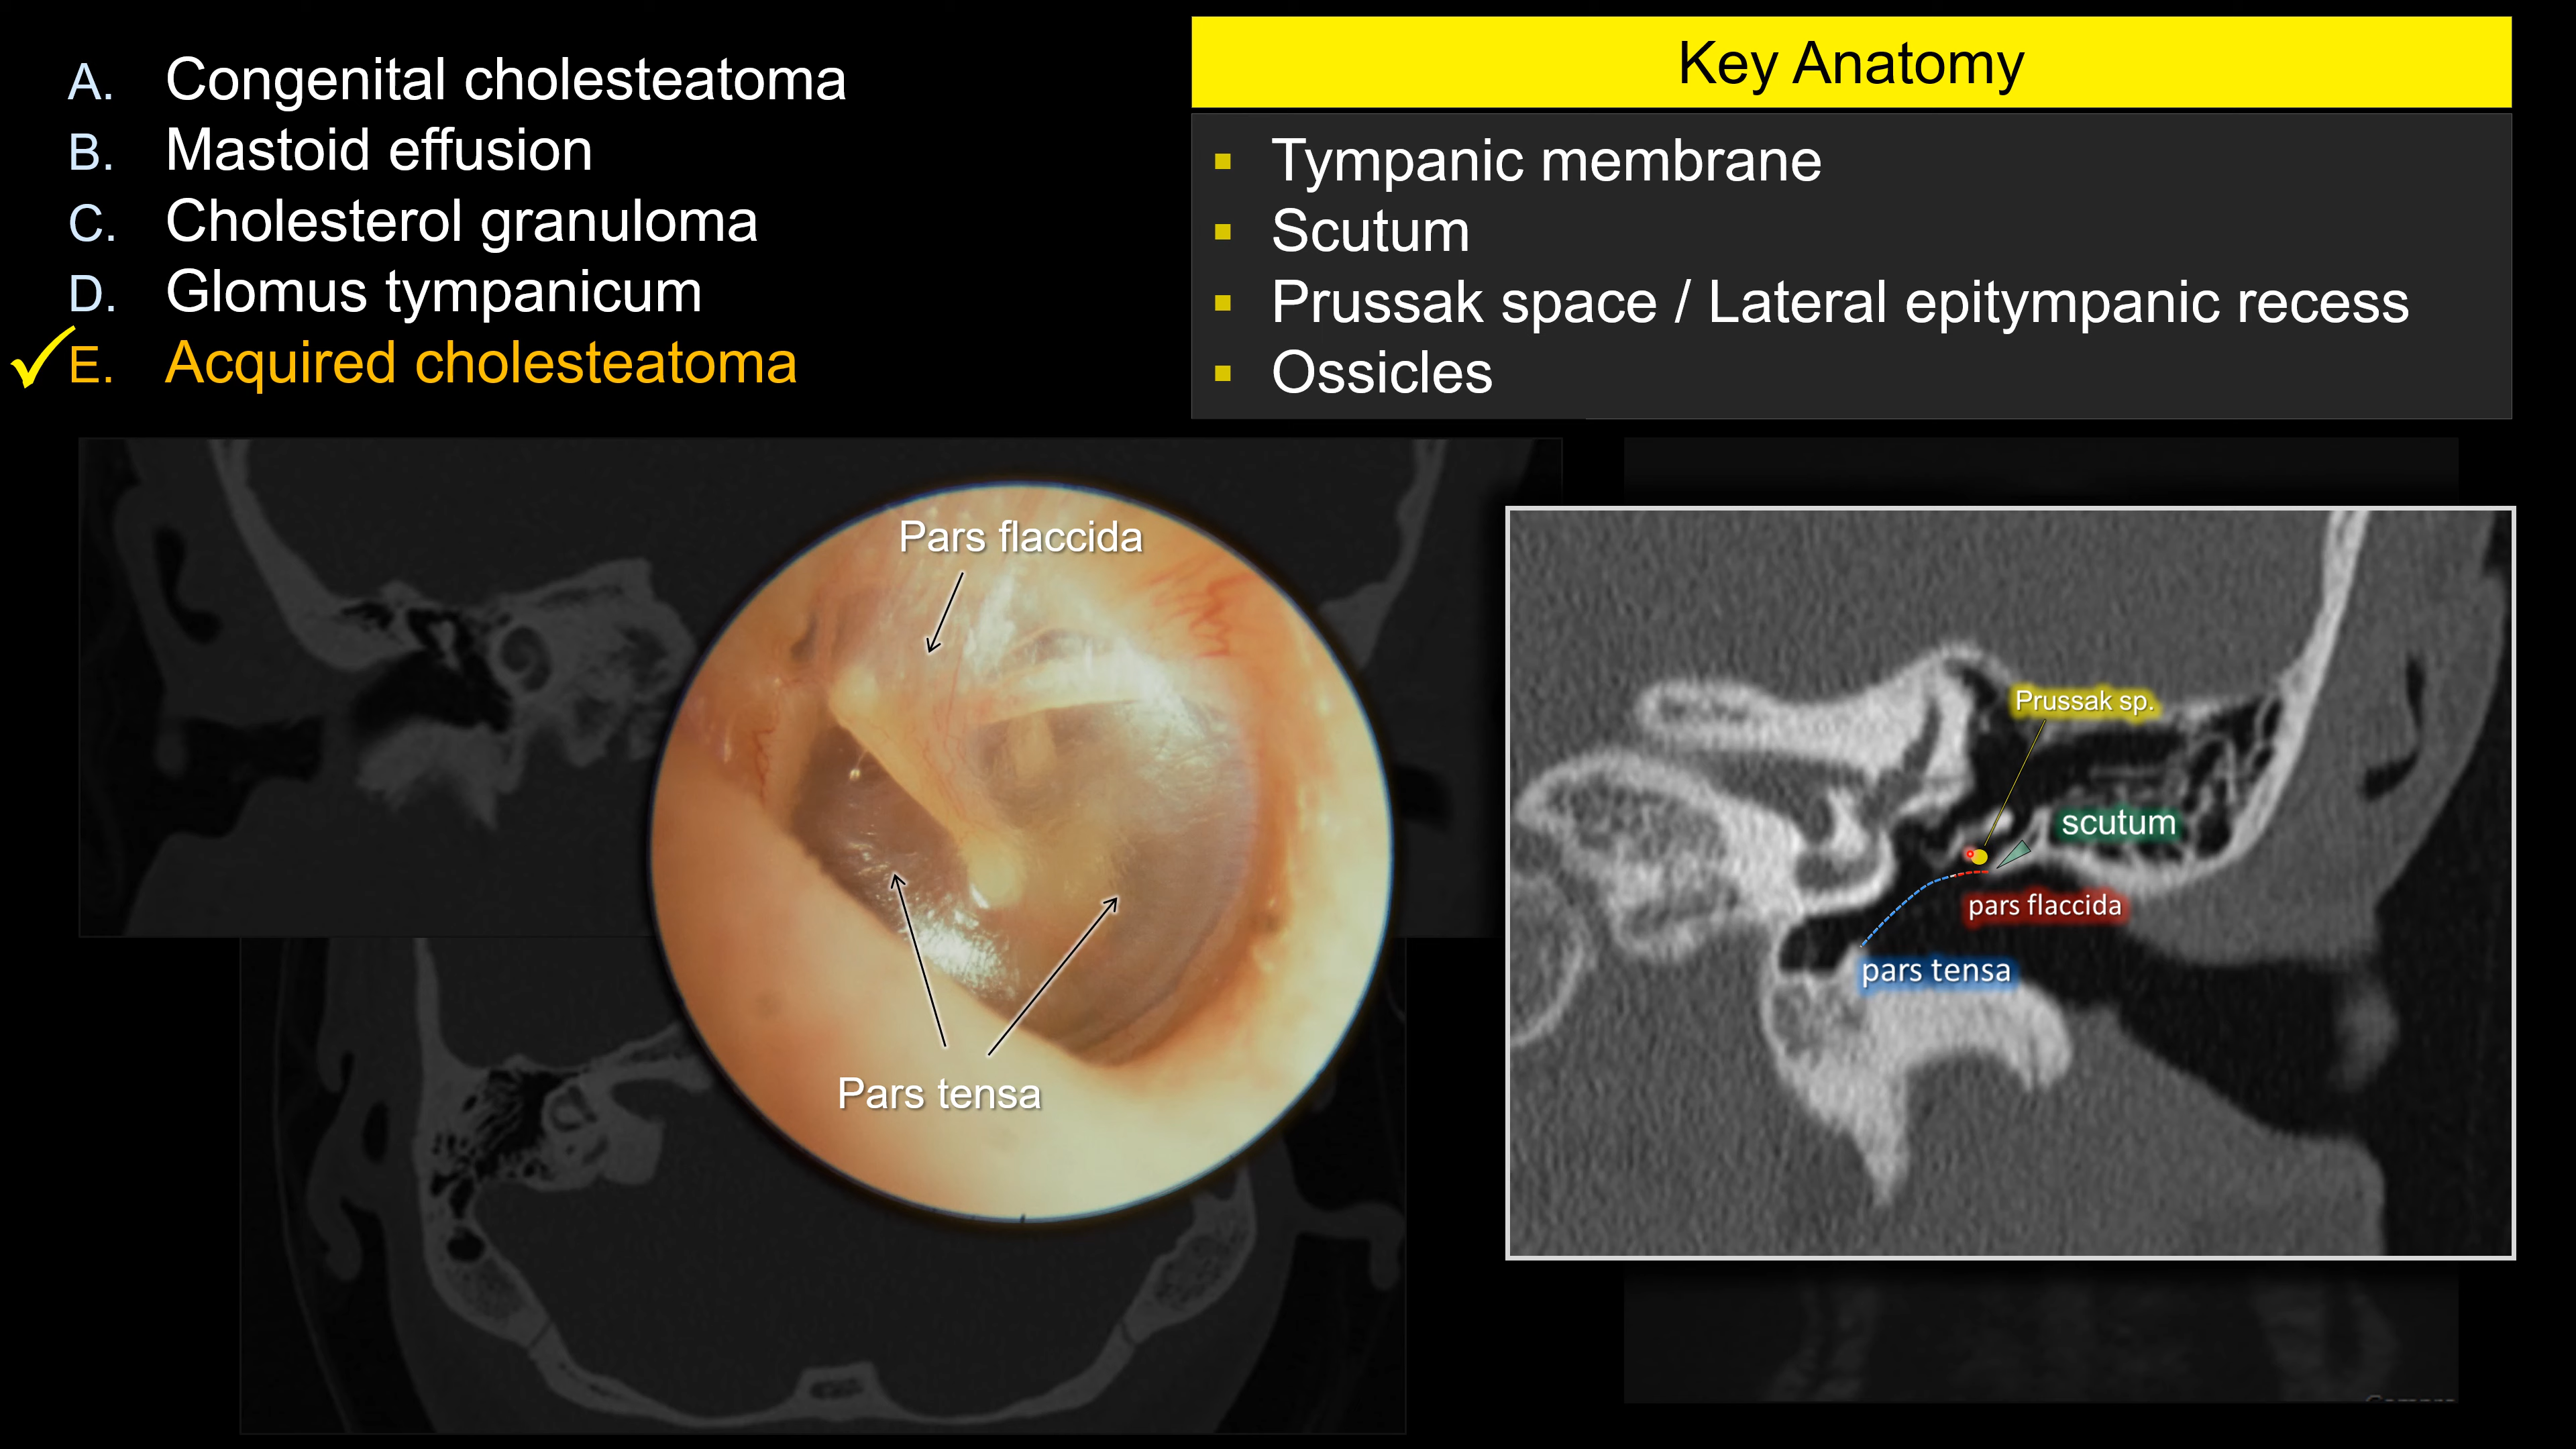 A. Congenital cholesteatoma
B. Mastoid effusion
C. Cholesterol granuloma
D. Glomus tympanicum
E. Acquired cholesteatoma
Key Anatomy
Tympanic membrane
Scutum
Prussak space / Lateral epitympanic recess
Ossicles
Pars flaccida
Pars tensa
Prussak sp.
scutum
pars flaccida
pars tensa